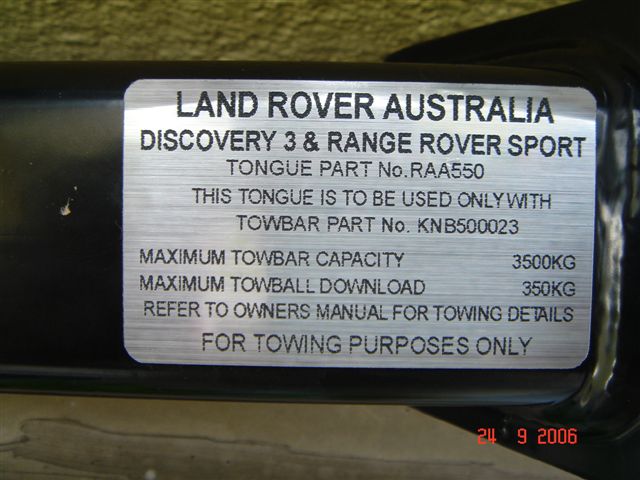 LAND ROVER AUSTRALIA
DISCOVERY 3 & RANGE ROVER SPORT
TONGUE PART No.RAA550
THIS TONGUE IS TO BE USED ONLY WITH
TOWBAR PART No. KNB500023
MAXIMUM TOWBAR CAPACITY 3500KG
MAXIMUM TOWBALL DOWNLOAD 350KG
REFER TO OWNERS MANUAL FOR TOWING DETAILS
FOR TOWING PURPOSES ONLY
24 9 2006